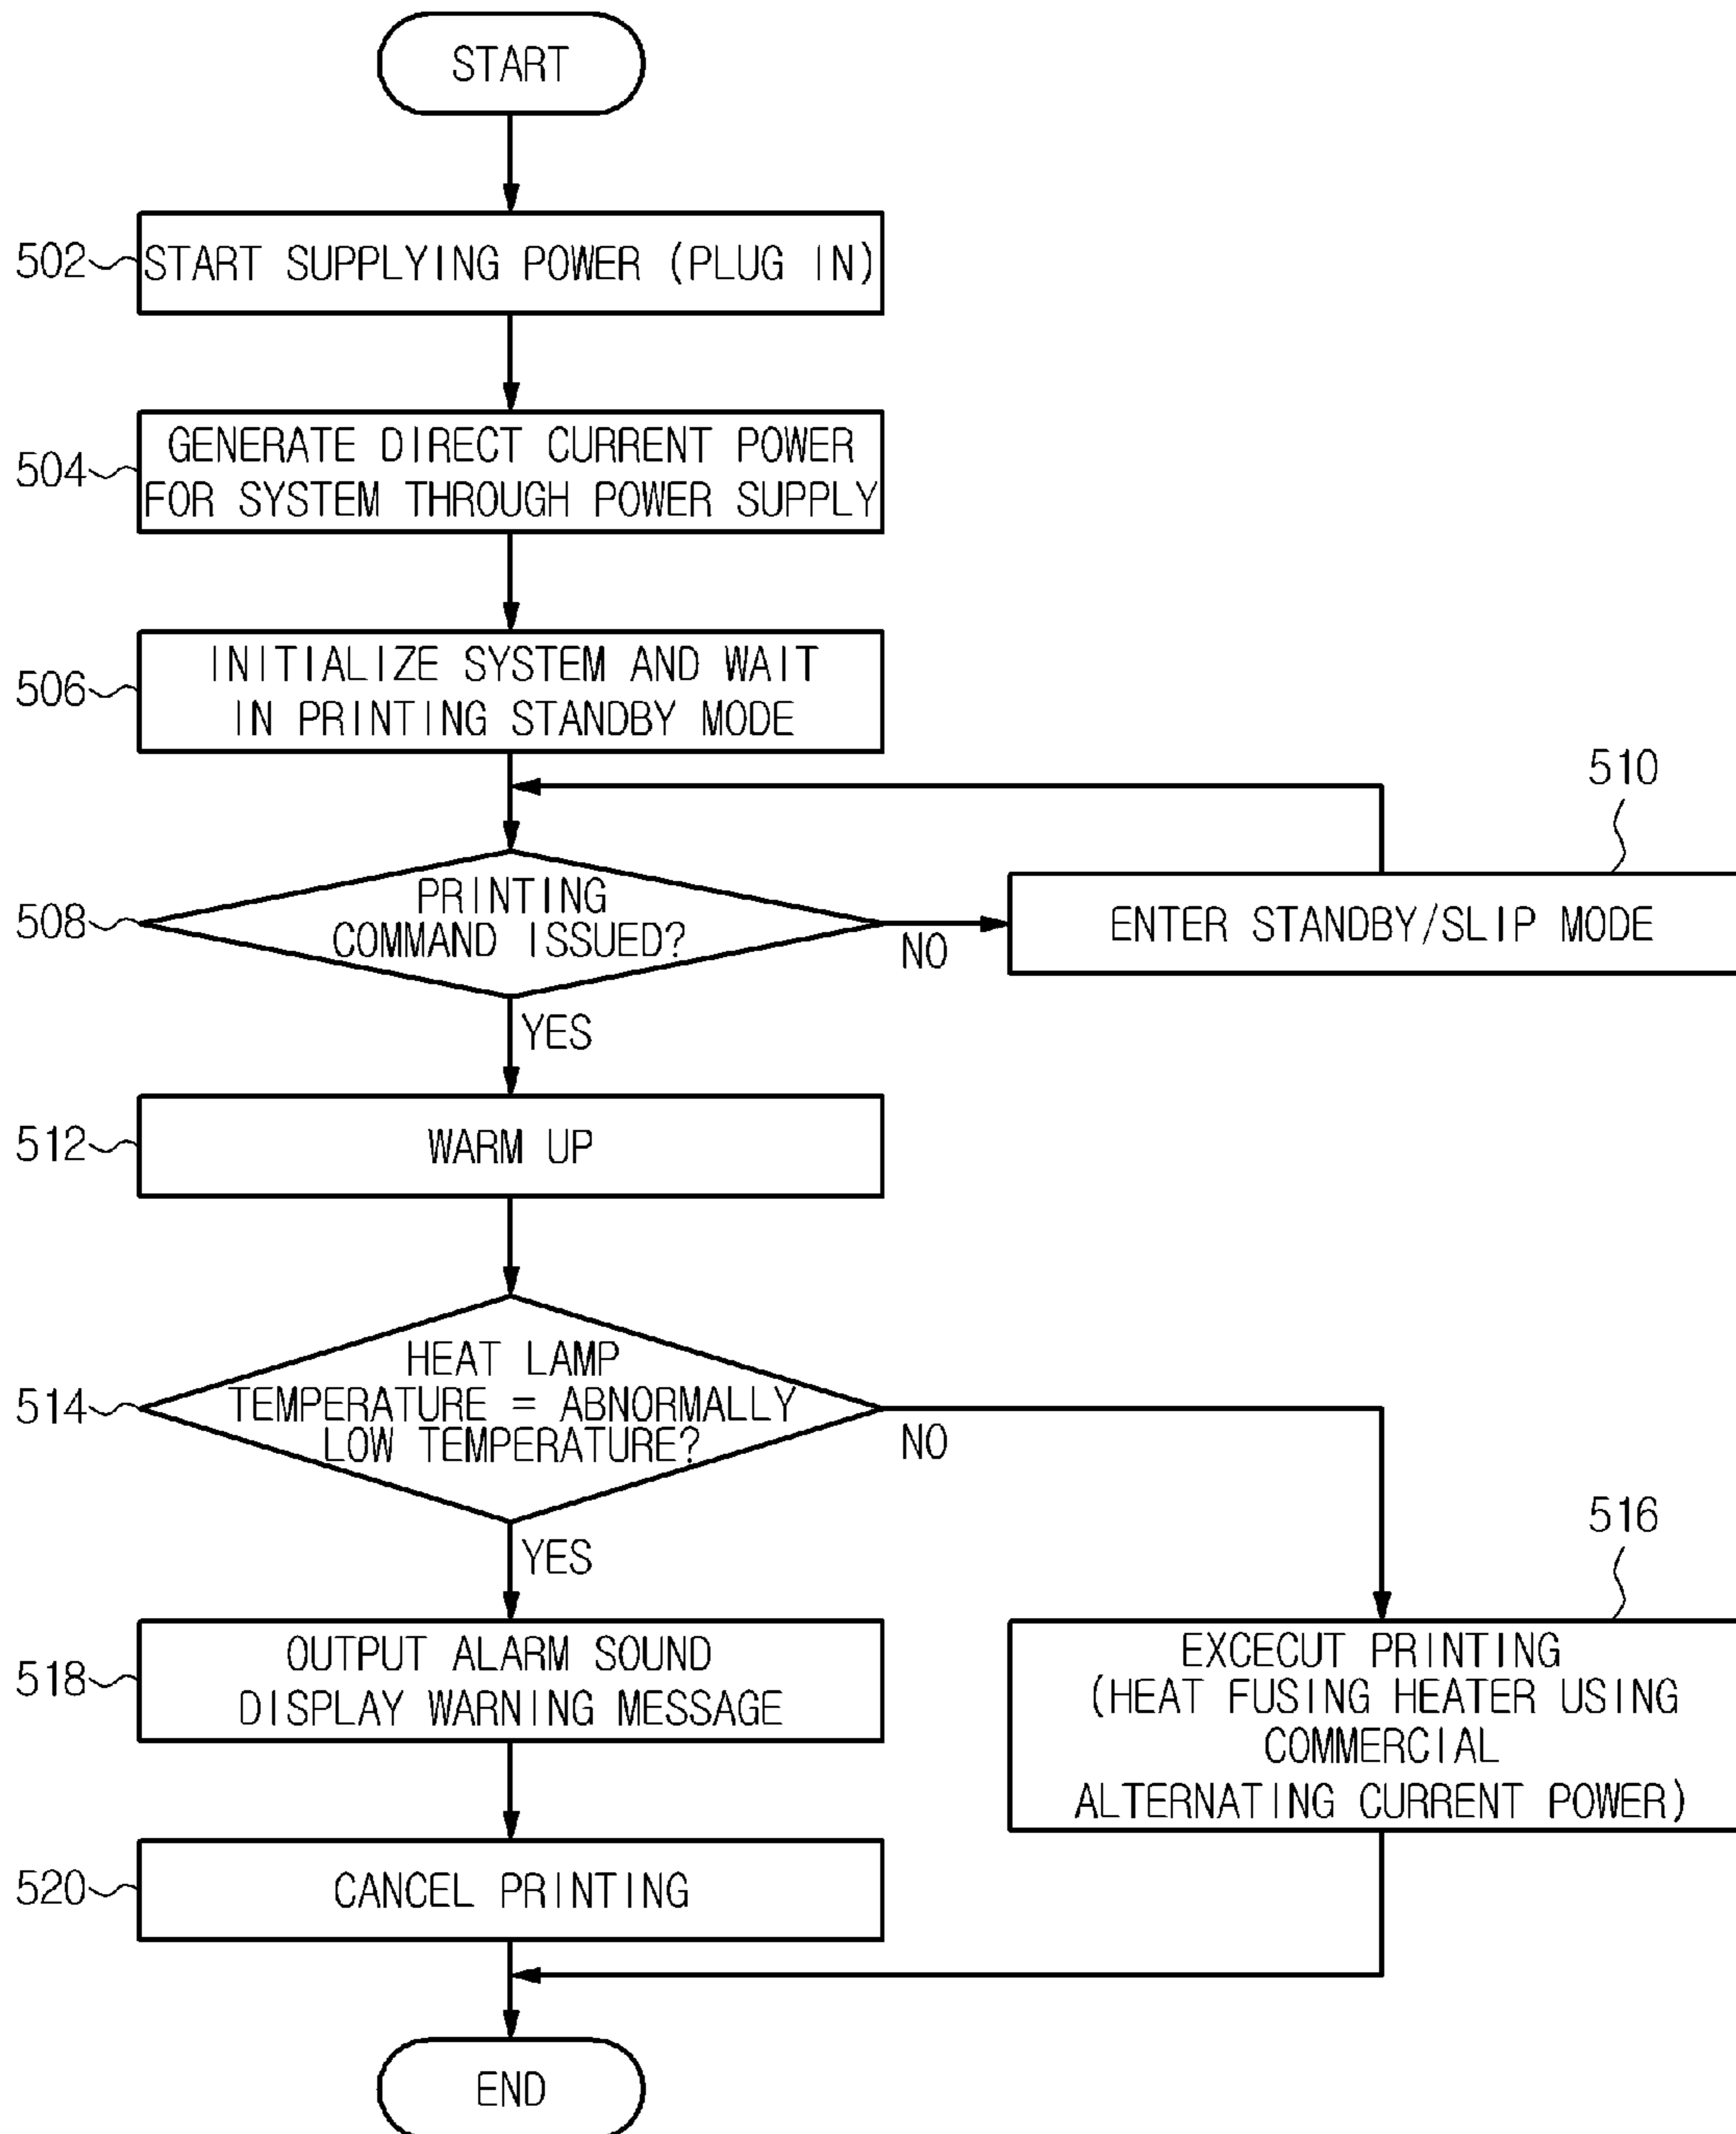 START
502
START SUPPLYING POWER (PLUG IN)
504
GENERATE DIRECT CURRENT POWER
FOR SYSTEM THROUGH POWER SUPPLY
506
INITIALIZE SYSTEM AND WAIT
IN PRINTING STANDBY MODE
508
PRINTING
COMMAND ISSUED?
NO
510
ENTER STANDBY/SLIP MODE
YES
512
WARM UP
514
HEAT LAMP
TEMPERATURE = ABNORMALLY
LOW TEMPERATURE?
NO
YES
516
EXCECUT PRINTING
(HEAT FUSING HEATER USING
COMMERCIAL
ALTERNATING CURRENT POWER)
518
OUTPUT ALARM SOUND
DISPLAY WARNING MESSAGE
520
CANCEL PRINTING
END